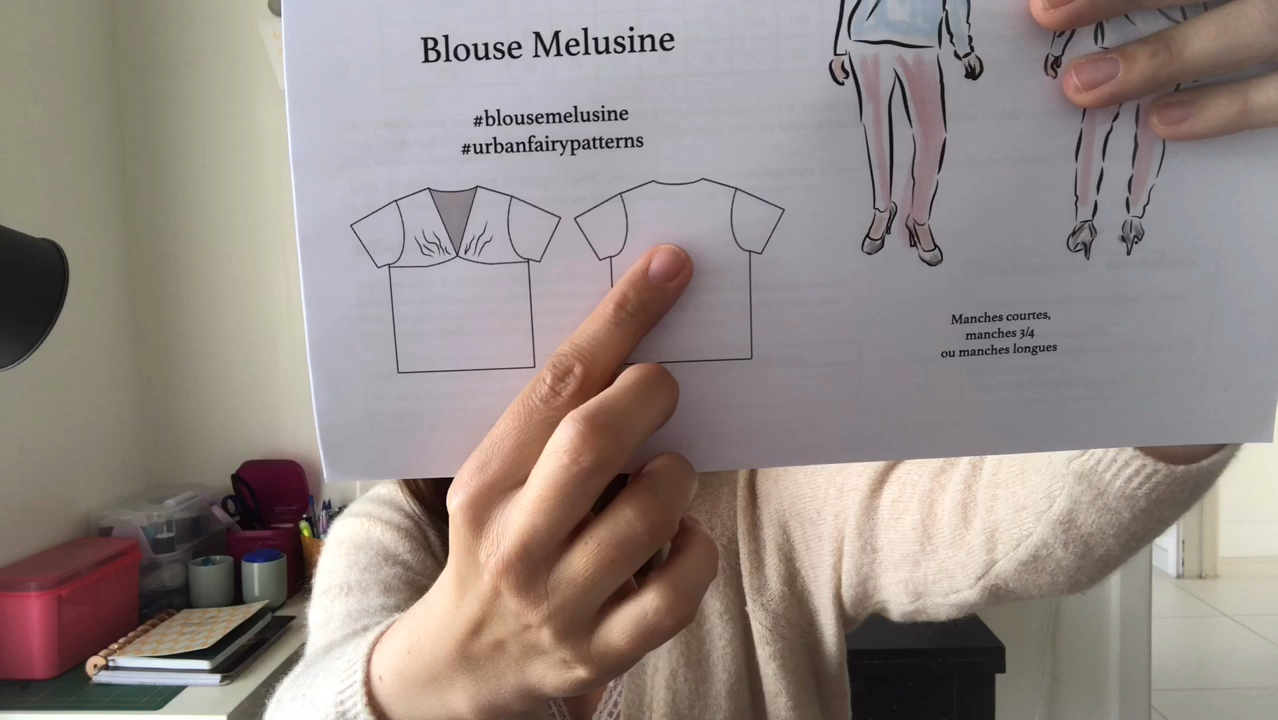 Blouse Melusine
#blousemelusine
#urbanfairypatterns
Manches courtes,
manches 3/4
ou manches longues